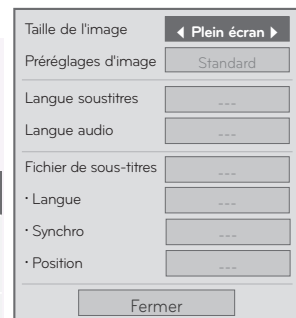 Taille de l'image ◀ Plein écran ▶
Préréglages d'image Standard
Langue soustitres ---
Langue audio ---
Fichier de sous-titres ---
· Langue ---
· Synchro ---
· Position ---
Fermer